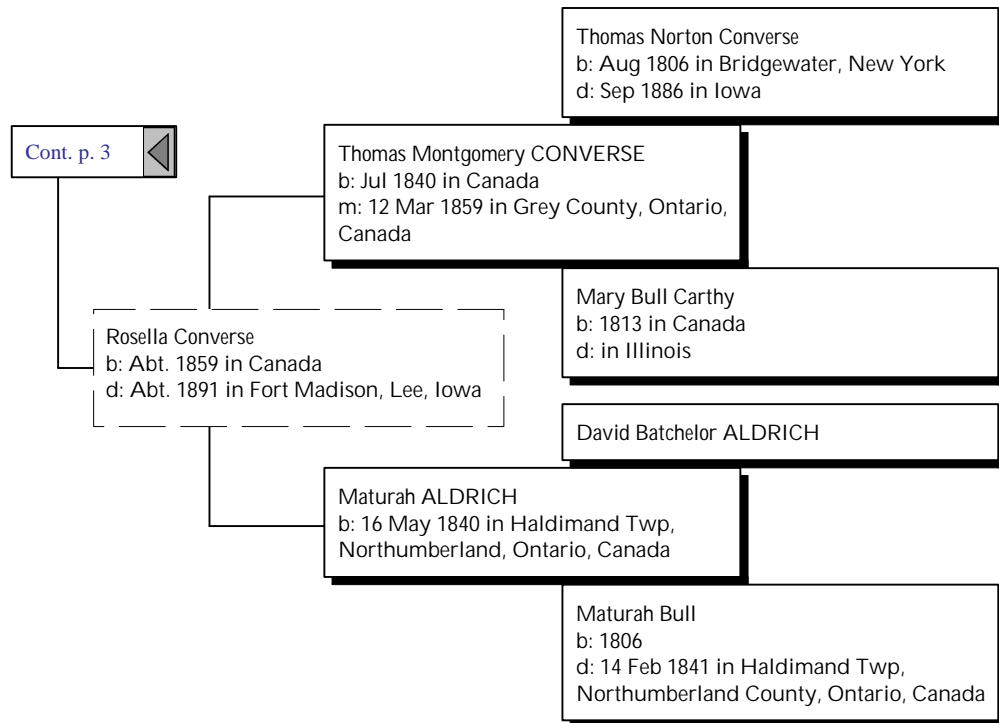 Thomas Norton Converse
b: Aug 1806 in Bridgewater, New York
d: Sep 1886 in Iowa
Cont. p. 3
Thomas Montgomery CONVERSE
b: Jul 1840 in Canada
m: 12 Mar 1859 in Grey County, Ontario,
Canada
Mary Bull Carthy
b: 1813 in Canada
d: in Illinois
Rosella Converse
b: Abt. 1859 in Canada
d: Abt. 1891 in Fort Madison, Lee, Iowa
David Batchelor ALDRICH
Maturah ALDRICH
b: 16 May 1840 in Haldimand Twp,
Northumberland, Ontario, Canada
Maturah Bull
b: 1806
d: 14 Feb 1841 in Haldimand Twp,
Northumberland County, Ontario, Canada